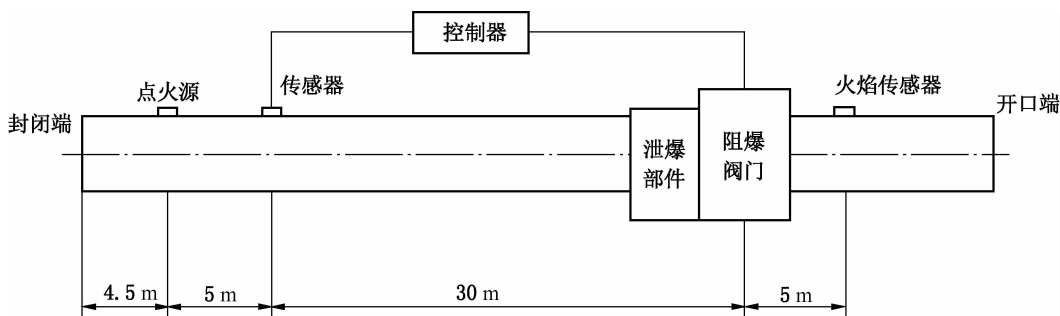 控制器
点火源
传感器
火焰传感器
封闭端
开口端
泄爆
部件
阻爆
阀门
4.5 m
5 m
30 m
5 m